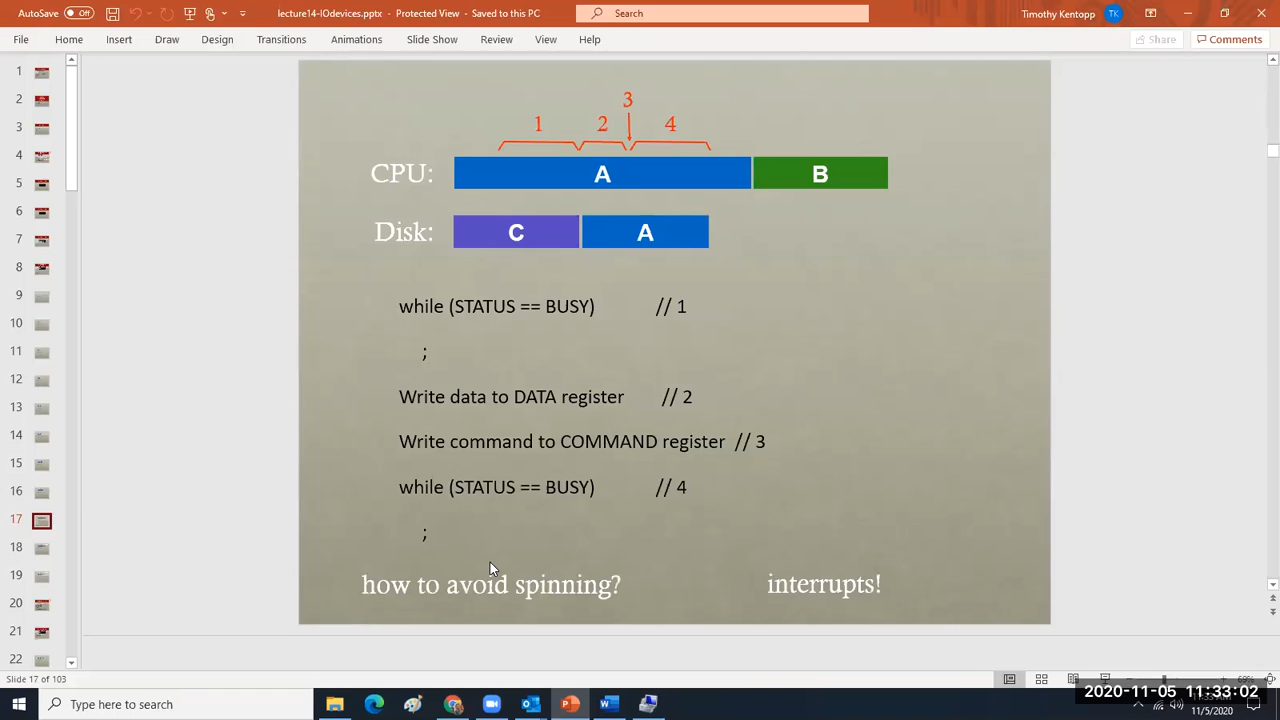 AutoSave Off lecture14-IOdevices.pptx - Protected View - Saved to this PC Search Timothy Kentopp TK
File Home Insert Draw Design Transitions Animations Slide Show Review View Help Share Comments
1
2
3
4
5
6
7
8
9
10
11
12
13
14
15
16
17
18
19
20
21
22
3
1 2 4
CPU: A B
Disk: C A
while (STATUS == BUSY) // 1
;
Write data to DATA register // 2
Write command to COMMAND register // 3
while (STATUS == BUSY) // 4
;
how to avoid spinning? interrupts!
Slide 17 of 103 69%
2020-11-05 11:33:02
Type here to search
11/5/2020